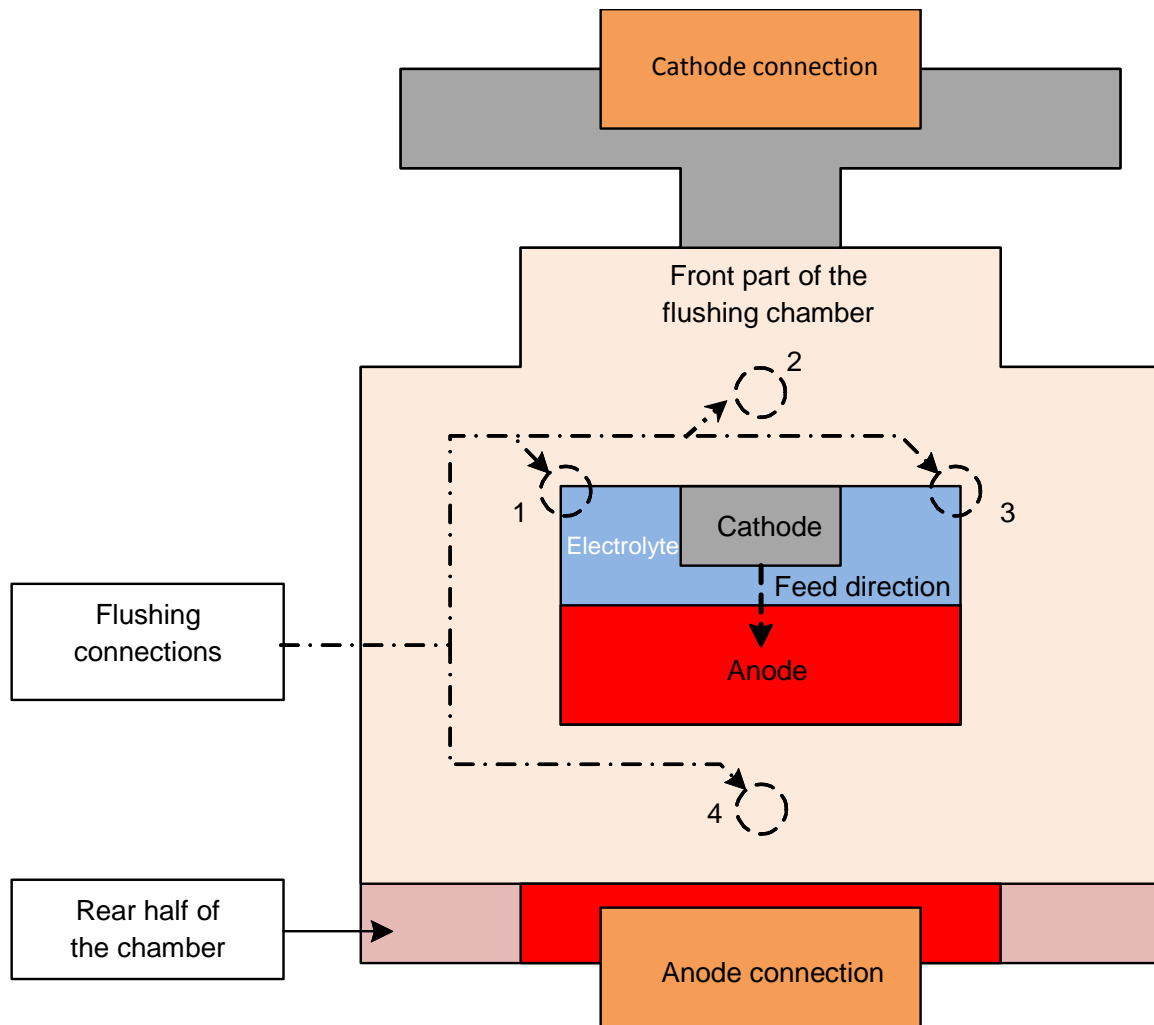 Cathode connection
Front part of the
flushing chamber
2
1
3
Cathode
Electrolyte
Feed direction
Flushing
connections
Anode
4
Rear half of
the chamber
Anode connection